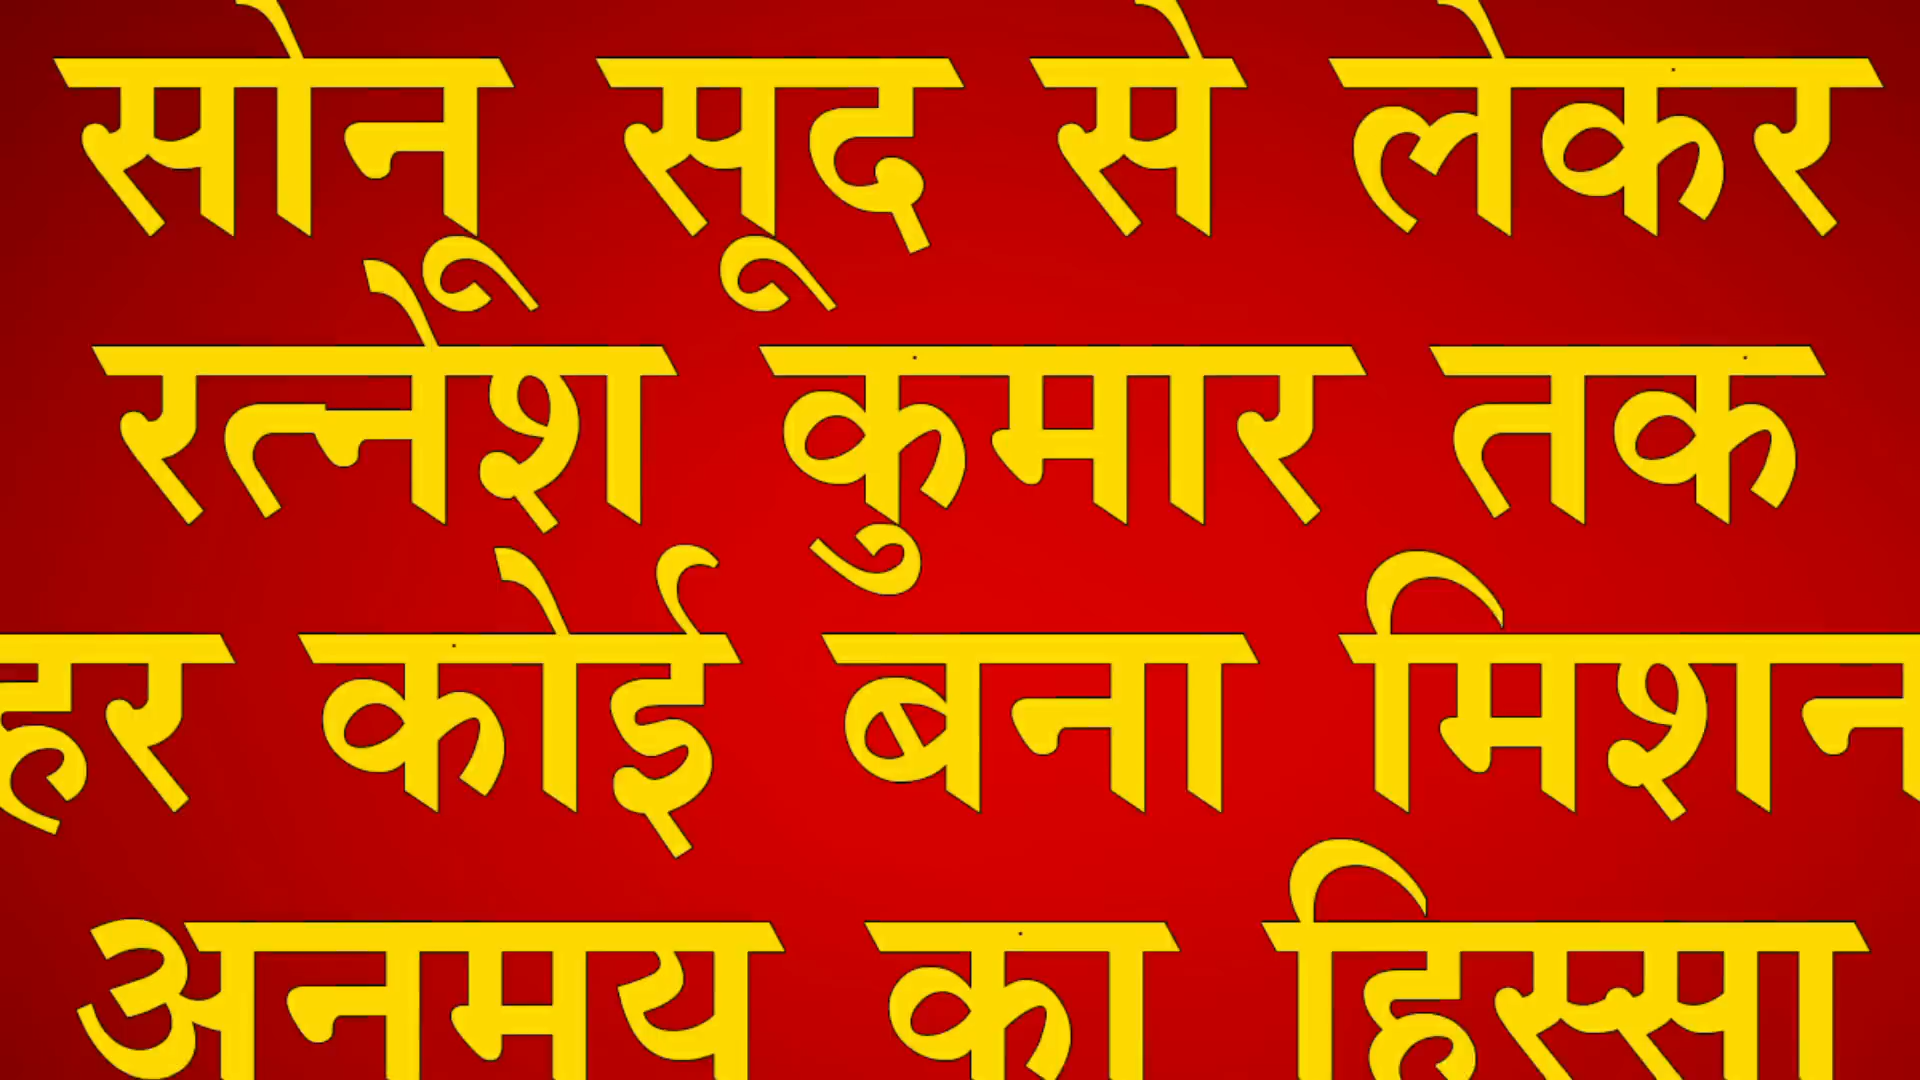 सोनू सूद से लेकर
रत्नेश कुमार तक
हर कोई बना मिशन
अनमय का हिस्सा